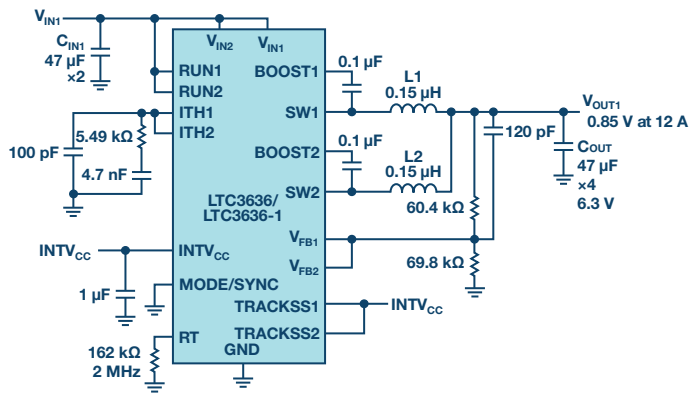 VIN1
CIN1
47 µF
×2
VIN2
VIN1
RUN1
RUN2
ITH1
ITH2
5.49 kΩ
100 pF
4.7 nF
BOOST1
0.1 µF
L1
0.15 µH
SW1
BOOST2
0.1 µF
L2
0.15 µH
SW2
LTC3636/
LTC3636-1
VOUT1
0.85 V at 12 A
120 pF
COUT
47 µF
×4
6.3 V
60.4 kΩ
VFB1
VFB2
69.8 kΩ
INTVCC
INTVCC
1 µF
MODE/SYNC
TRACKSS1
INTVCC
TRACKSS2
RT
GND
162 kΩ
2 MHz